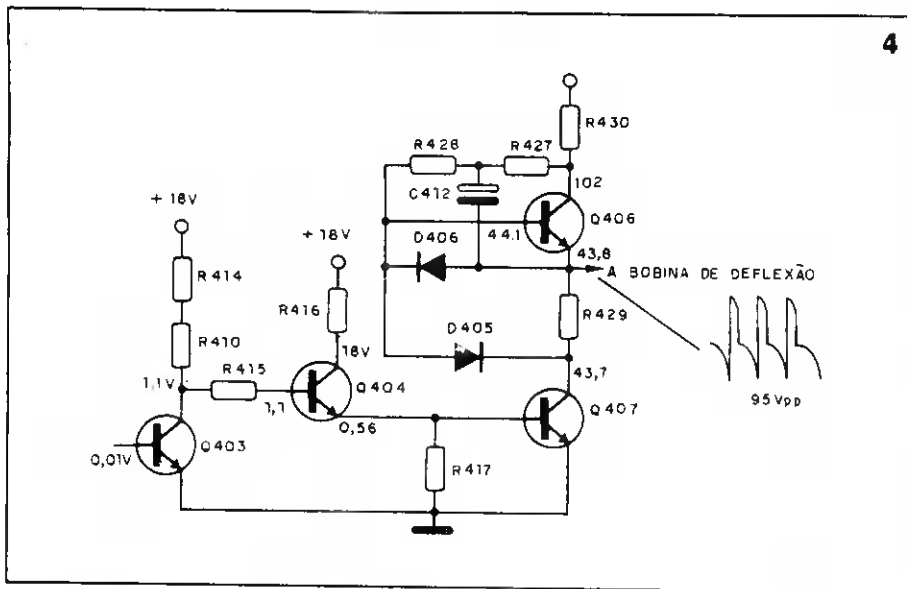 4
R430
R428
R427
102
C412
Q406
+18V
44.1
+18V
D406
43,8
A BOBINA DE DEFLEXÃO
R414
R416
R429
R410
D405
18V
1,1V
R415
Q404
43,7
1,1
0,56
Q407
95Vpp
Q403
0,01V
R417